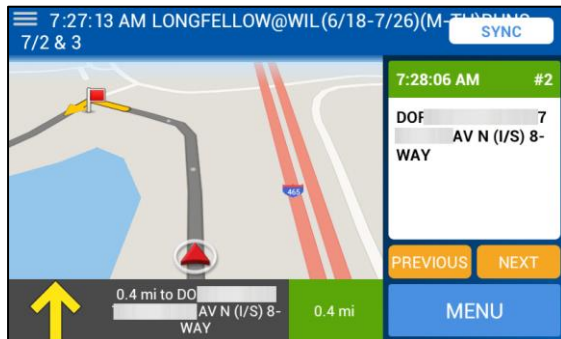 7:27:13 AM LONGFELLOW@WIL(6/18-7/26)(M-TH)RUNS
7/2 & 3
SYNC
7:28:06 AM #2
7
AV N (I/S) 8-
WAY
465
PREVIOUS NEXT
0.4 mi to DO
AV N (I/S) 8-
WAY
0.4 mi
MENU